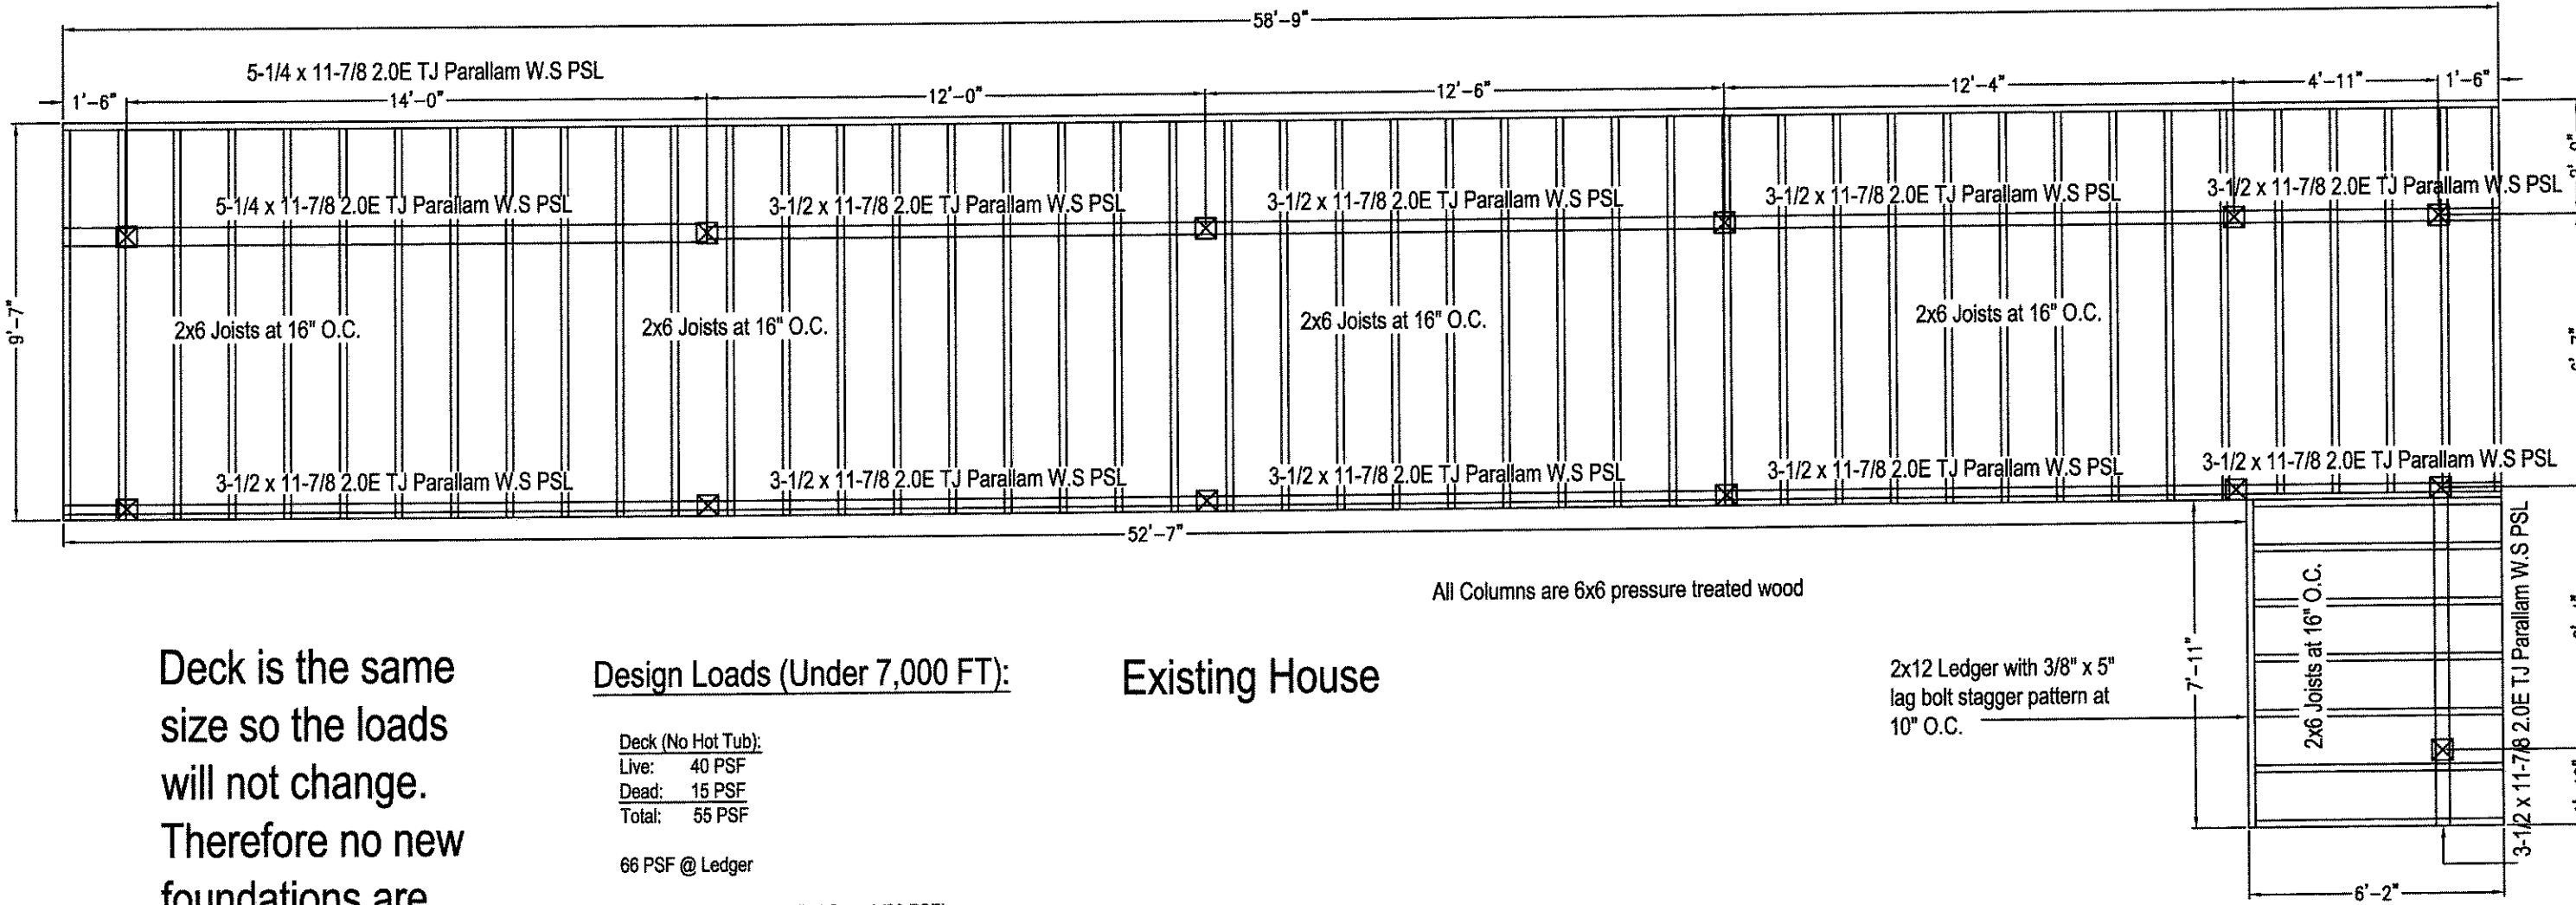 58'-9"
5-1/4 x 11-7/8 2.0E TJ Parallam W.S PSL
1'-6" 14'-0" 12'-0" 12'-6" 12'-4" 4'-11" 1'-6"
5-1/4 x 11-7/8 2.0E TJ Parallam W.S PSL
3-1/2 x 11-7/8 2.0E TJ Parallam W.S PSL
3-1/2 x 11-7/8 2.0E TJ Parallam W.S PSL
3-1/2 x 11-7/8 2.0E TJ Parallam W.S PSL
3-1/2 x 11-7/8 2.0E TJ Parallam W.S PSL
9'-7"
2x6 Joists at 16" O.C.
2x6 Joists at 16" O.C.
2x6 Joists at 16" O.C.
2x6 Joists at 16" O.C.
3-1/2 x 11-7/8 2.0E TJ Parallam W.S PSL
3-1/2 x 11-7/8 2.0E TJ Parallam W.S PSL
3-1/2 x 11-7/8 2.0E TJ Parallam W.S PSL
3-1/2 x 11-7/8 2.0E TJ Parallam W.S PSL
3-1/2 x 11-7/8 2.0E TJ Parallam W.S PSL
52'-7"
All Columns are 6x6 pressure treated wood
Deck is the same
size so the loads
will not change.
Therefore no new
foundations are
Design Loads (Under 7,000 FT):
Deck (No Hot Tub):
Live: 40 PSF
Dead: 15 PSF
Total: 55 PSF
66 PSF @ Ledger
Existing House
2x12 Ledger with 3/8" x 5"
lag bolt stagger pattern at
10" O.C.
7'-11"
2x6 Joists at 16" O.C.
3-1/2 x 11-7/8 2.0E TJ Parallam W.S PSL
6'-2"